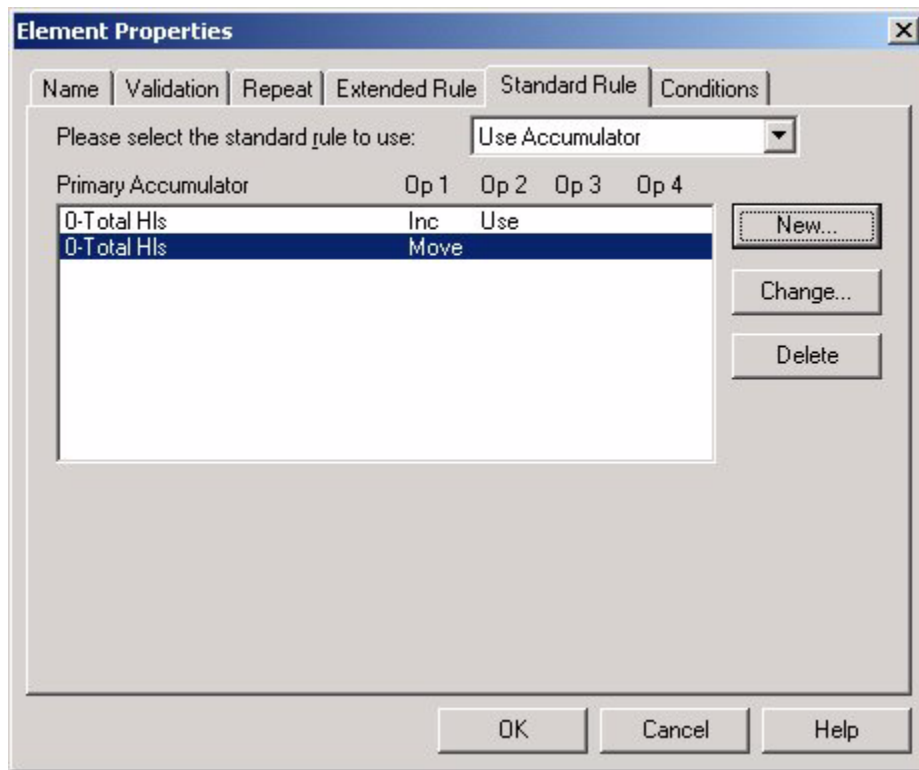 Element Properties
Name Validation Repeat Extended Rule Standard Rule Conditions
Please select the standard rule to use: Use Accumulator
Primary Accumulator Op 1 Op 2 Op 3 Op 4
0-Total Hls Inc Use
0-Total Hls Move
New...
Change...
Delete
OK Cancel Help